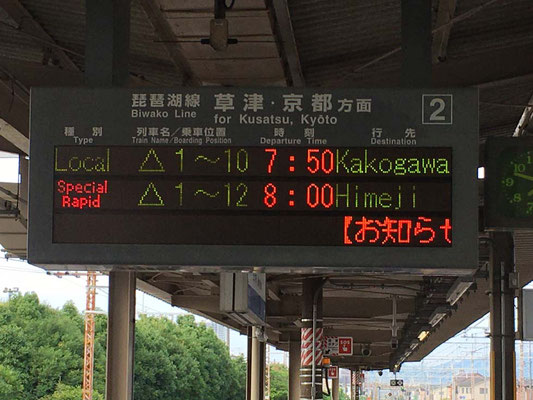 琵琶湖線 草津・京都方面 2
Biwako Line for Kusatsu, Kyōto
種別 列車名/乗車位置 時刻 行先
Type Train Name/Boarding Position Departure Time Destination
Local △ 1〜10 7:50 Kakogawa
Special Rapid △ 1〜12 8:00 Himeji
【お知らせ
SOS